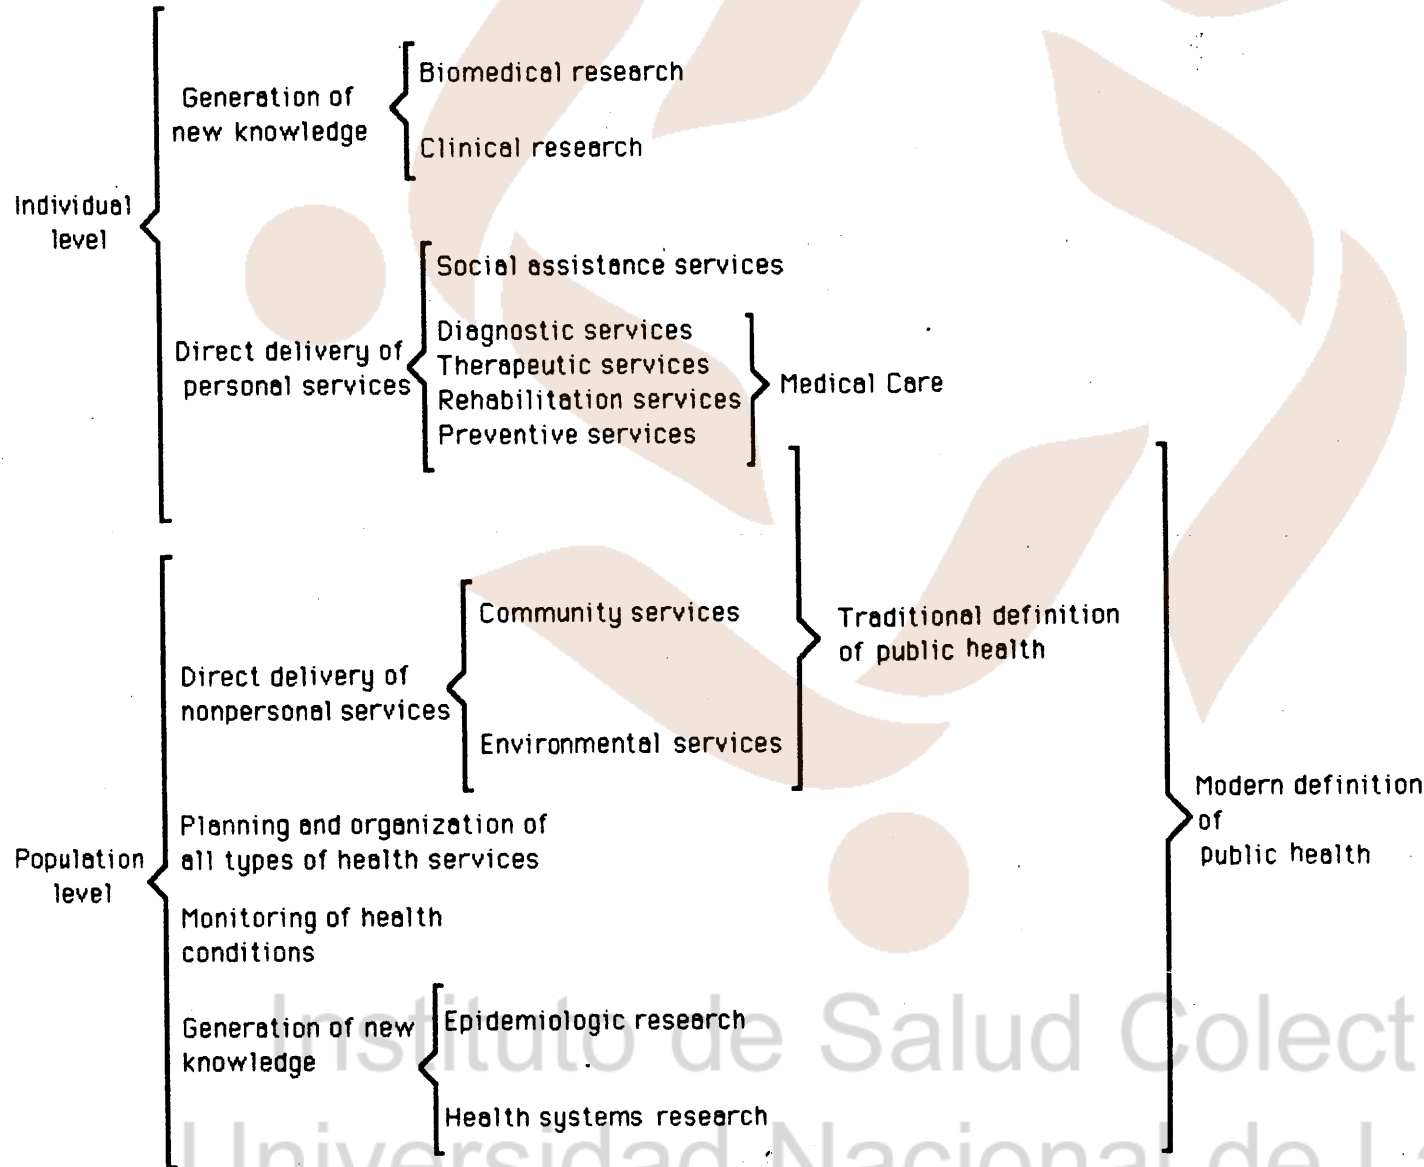 Individual
level
Generation of
new knowledge
Biomedical research
Clinical research
Direct delivery of
personal services
Social assistance services
Diagnostic services
Therapeutic services
Rehabilitation services
Preventive services
Medical Care
Population
level
Direct delivery of
nonpersonal services
Community services
Environmental services
Traditional definition
of public health
Planning and organization of
all types of health services
Monitoring of health
conditions
Generation of new
knowledge
Epidemiologic research
Health systems research
Modern definition
of
public health
Instituto de Salud Colect
Universidad Nacional de L